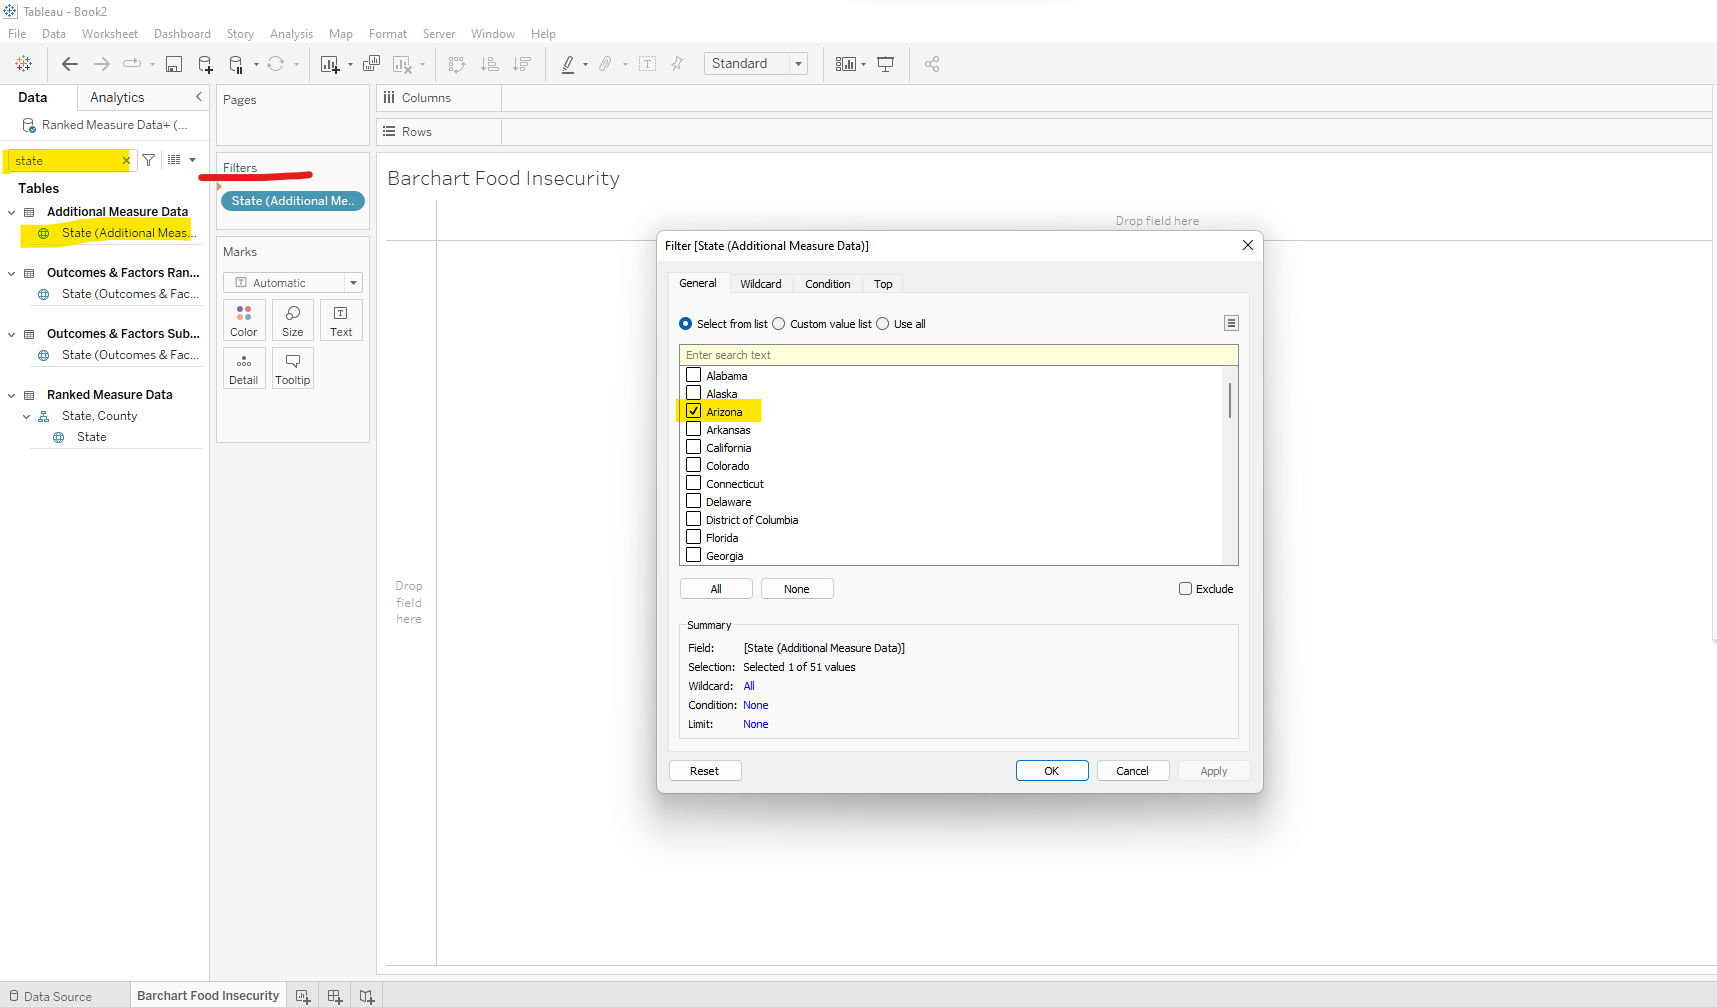 Tableau - Book2
File Data Worksheet Dashboard Story Analysis Map Format Server Window Help
Standard
Data Analytics
Ranked Measure Data+ (...
state
Tables
Additional Measure Data
State (Additional Meas...
Outcomes & Factors Ran...
State (Outcomes & Fac...
Outcomes & Factors Sub...
State (Outcomes & Fac...
Ranked Measure Data
State, County
State
Pages
Filters
State (Additional Me..
Marks
Automatic
Color Size Text
Detail Tooltip
Columns
Rows
Barchart Food Insecurity
Drop field here
Drop
field
here
Filter [State (Additional Measure Data)]
General Wildcard Condition Top
Select from list Custom value list Use all
Enter search text
Alabama
Alaska
Arizona
Arkansas
California
Colorado
Connecticut
Delaware
District of Columbia
Florida
Georgia
All None Exclude
Summary
Field: [State (Additional Measure Data)]
Selection: Selected 1 of 51 values
Wildcard: All
Condition: None
Limit: None
Reset OK Cancel Apply
Data Source Barchart Food Insecurity